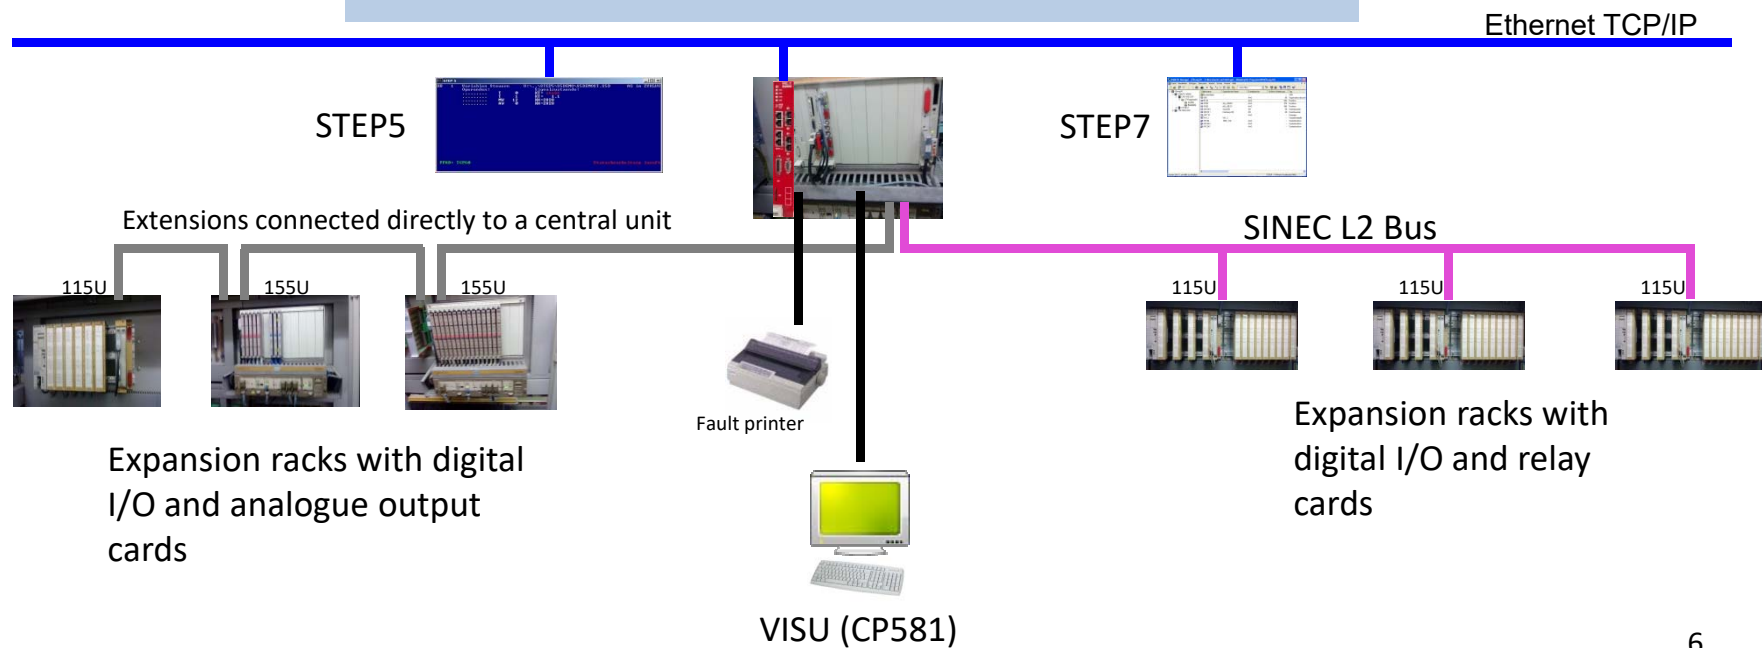 Ethernet TCP/IP
STEP5
STEP7
Extensions connected directly to a central unit
SINEC L2 Bus
115U
155U
155U
115U
115U
115U
Fault printer
Expansion racks with digital
I/O and analogue output
cards
Expansion racks with
digital I/O and relay
cards
VISU (CP581)
6